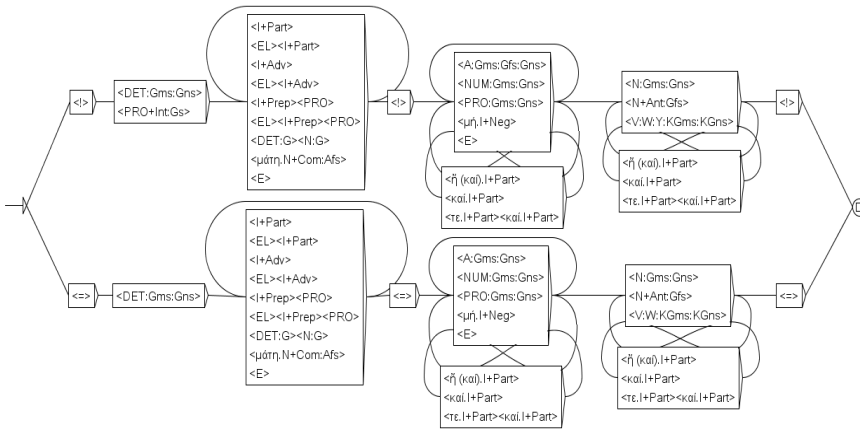 <!>
<DET:Gms:Gns>
<PRO+Int:Gs>
<I+Part>
<EL><I+Part>
<I+Adv>
<EL><I+Adv>
<I+Prep><PRO>
<EL><I+Prep><PRO>
<DET:G><N:G>
<μάτη.N+Com:Afs>
<E>
<!>
<A:Gms:Gfs:Gns>
<NUM:Gms:Gns>
<PRO:Gms:Gns>
<μή.I+Neg>
<E>
<ἤ (καί).I+Part>
<καί.I+Part>
<τε.I+Part><καί.I+Part>
<N:Gms:Gns>
<N+Ant:Gfs>
<V:W:Y:KGms:KGns>
<ἤ (καί).I+Part>
<καί.I+Part>
<τε.I+Part><καί.I+Part>
<!>
<=>
<DET:Gms:Gns>
<I+Part>
<EL><I+Part>
<I+Adv>
<EL><I+Adv>
<I+Prep><PRO>
<EL><I+Prep><PRO>
<DET:G><N:G>
<μάτη.N+Com:Afs>
<E>
<=>
<A:Gms:Gns>
<NUM:Gms:Gns>
<PRO:Gms:Gns>
<μή.I+Neg>
<E>
<ἤ (καί).I+Part>
<καί.I+Part>
<τε.I+Part><καί.I+Part>
<N:Gms:Gns>
<N+Ant:Gfs>
<V:W:KGms:KGns>
<ἤ (καί).I+Part>
<καί.I+Part>
<τε.I+Part><καί.I+Part>
<=>